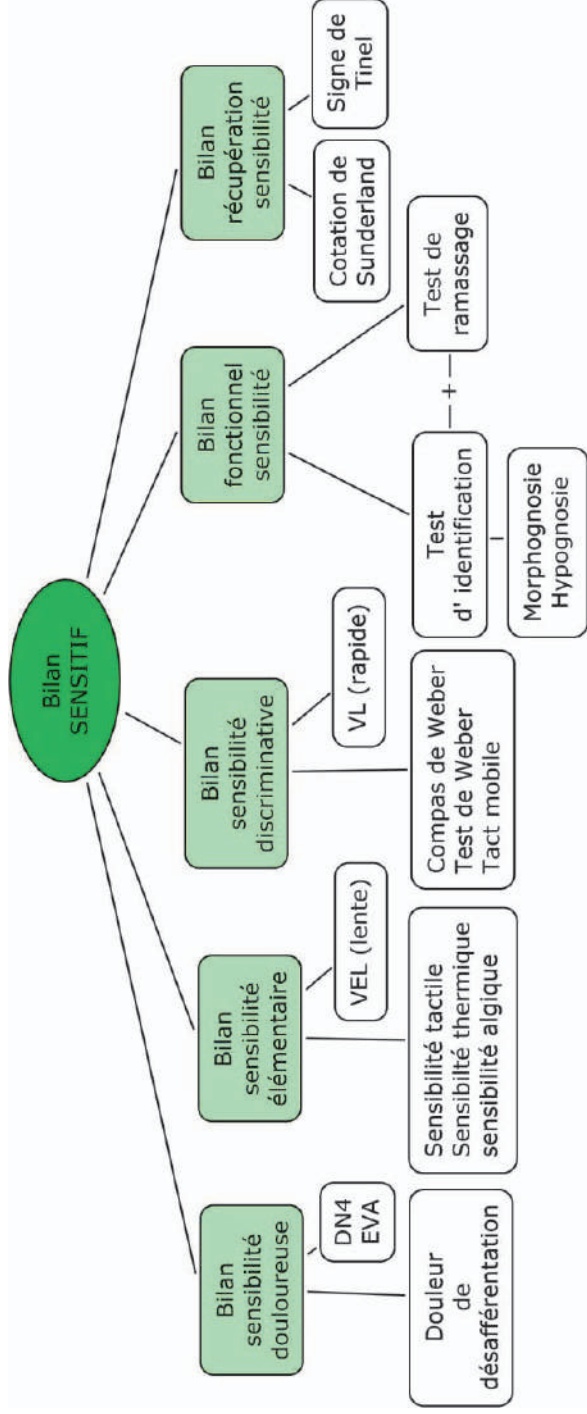 Bilan
SENSITIF
Bilan
sensibilité
douloureuse
DN4
EVA
Douleur
de
désafférentation
Bilan
sensibilité
élémentaire
VEL (lente)
Sensibilité tactile
Sensibilté thermique
sensibilité algique
Bilan
sensibilité
discriminative
VL (rapide)
Compas de Weber
Test de Weber
Tact mobile
Bilan
fonctionnel
sensibilité
Test
d' identification
+
Test de
ramassage
Morphognosie
Hypognosie
Bilan
récupération
sensibilité
Cotation de
Sunderland
Signe de
Tinel